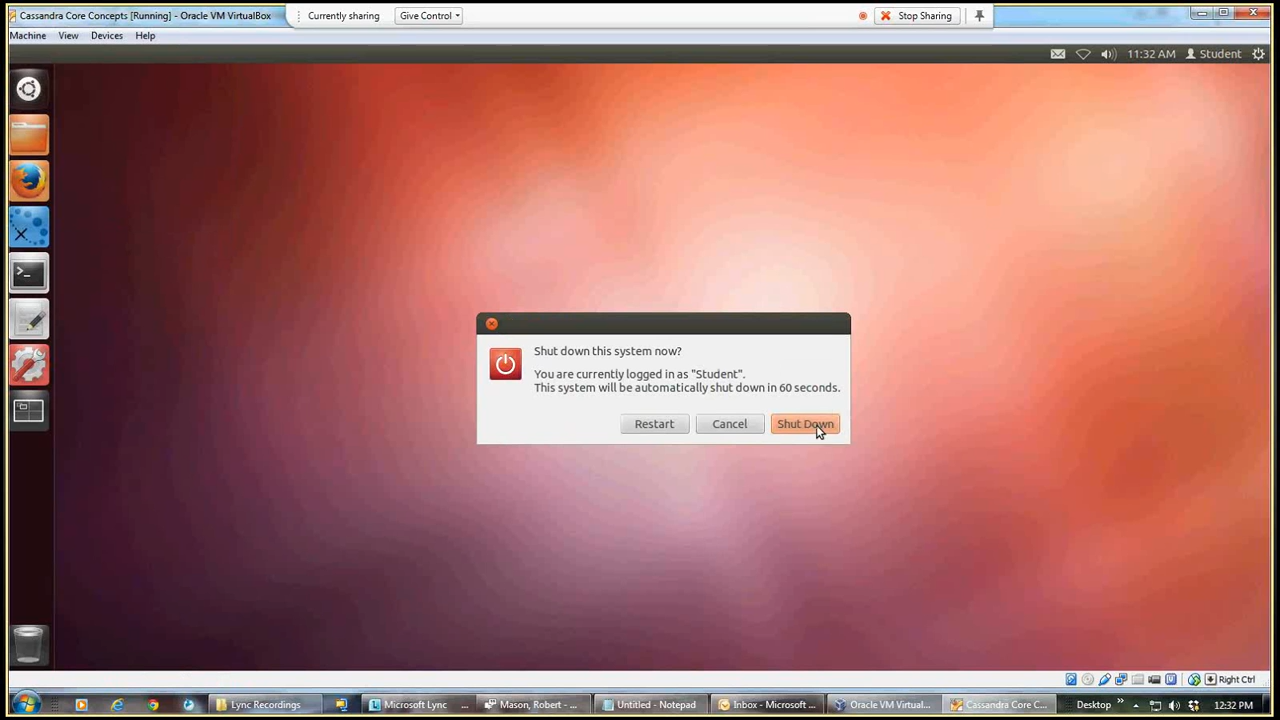 Cassandra Core Concepts [Running] - Oracle VM VirtualBox
Currently sharing
Give Control
Stop Sharing
Machine View Devices Help
11:32 AM Student
Shut down this system now?
You are currently logged in as "Student".
This system will be automatically shut down in 60 seconds.
Restart Cancel Shut Down
Right Ctrl
Lync Recordings
Microsoft Lync ...
Mason, Robert - ...
Untitled - Notepad
Inbox - Microsoft ...
Oracle VM Virtual...
Cassandra Core C...
Desktop
12:32 PM